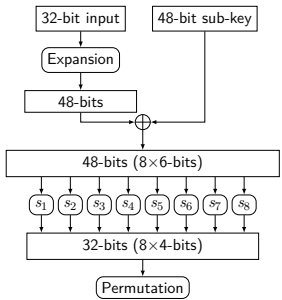 32-bit input 48-bit sub-key
Expansion
48-bits
48-bits (8×6-bits)
s₁ s₂ s₃ s₄ s₅ s₆ s₇ s₈
32-bits (8×4-bits)
Permutation